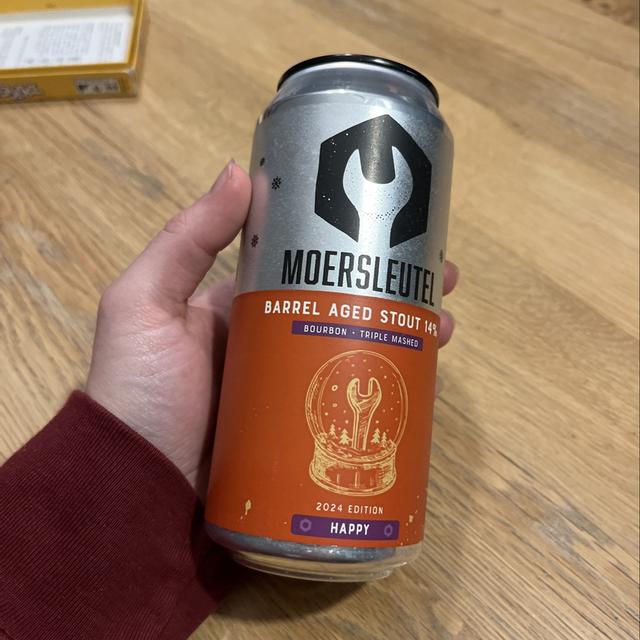 MOERSLEUTEL
BARREL AGED STOUT 14%
BOURBON • TRIPLE MASHED
2024 EDITION
HAPPY